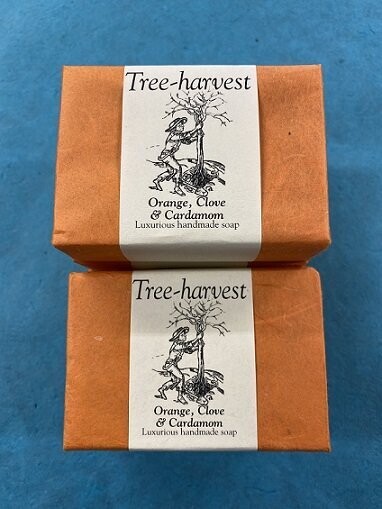 Tree-harvest
Orange, Clove
& Cardamom
Luxurious handmade soap
Tree-harvest
Orange, Clove
& Cardamom
Luxurious handmade soap